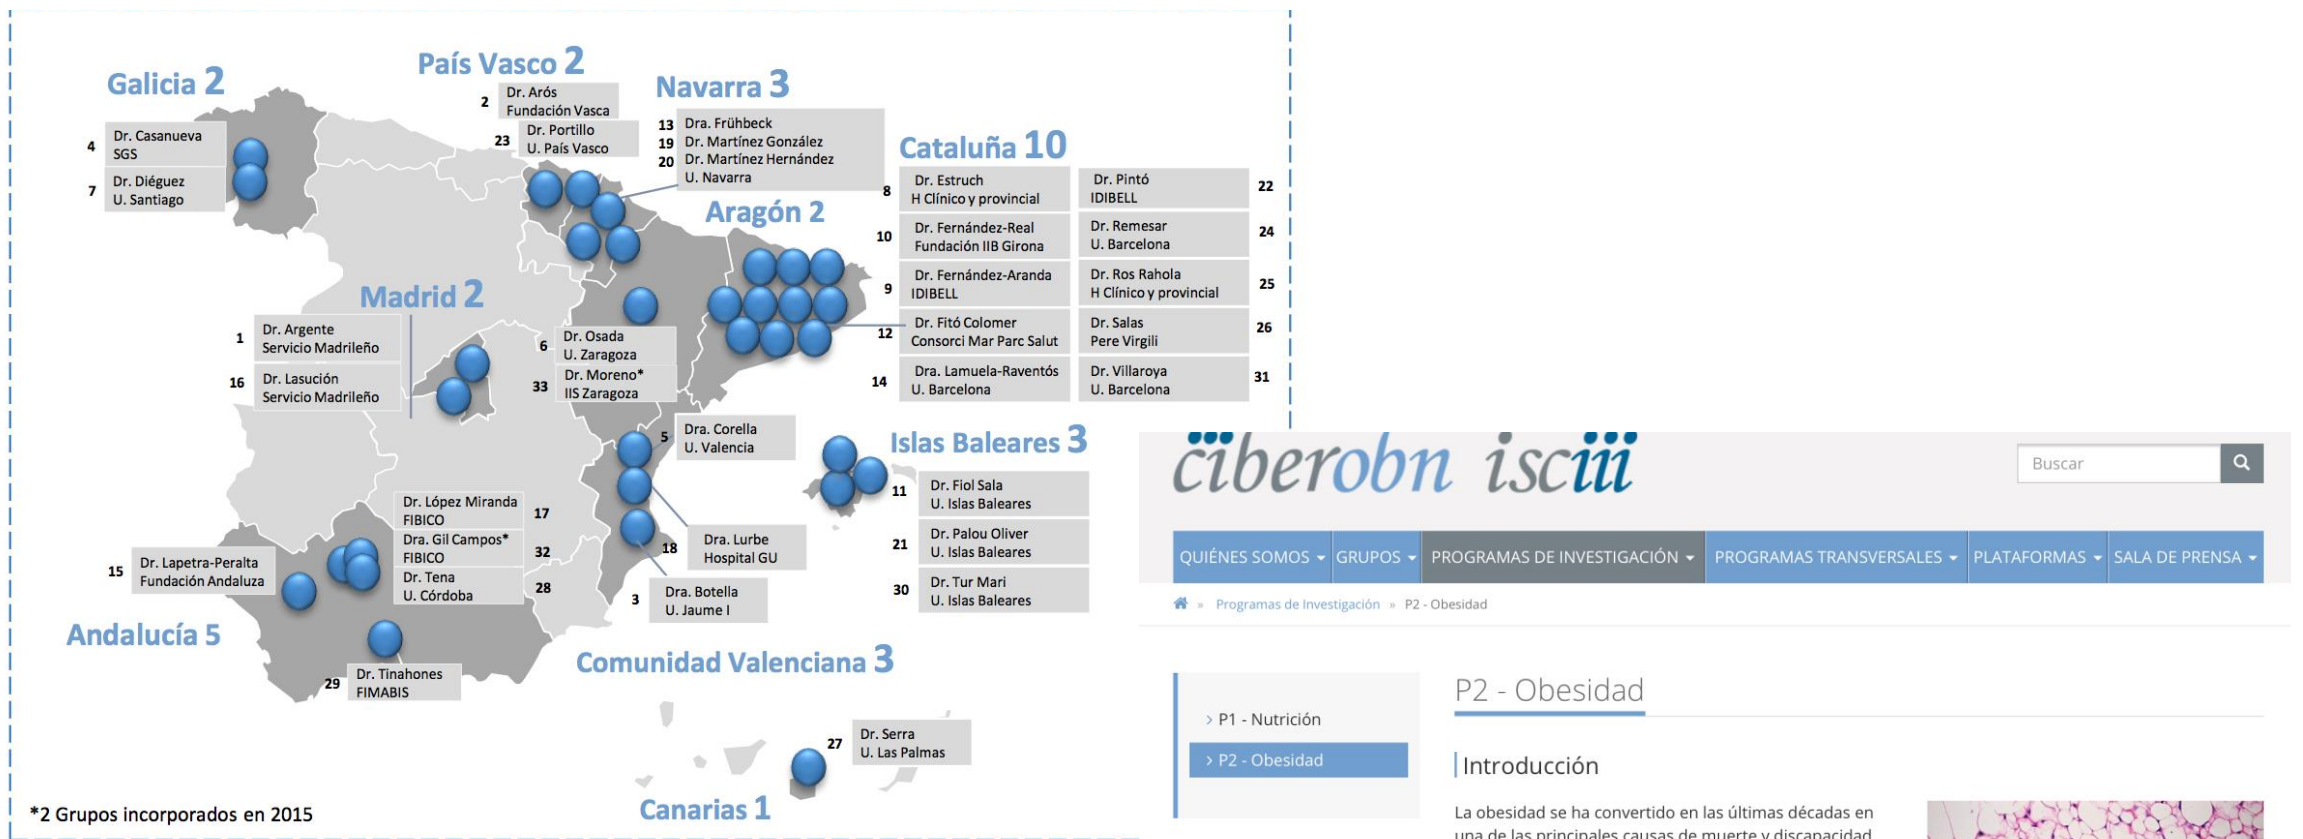 Galicia 2
4
Dr. Casanueva
SGS
7
Dr. Diéguez
U. Santiago
País Vasco 2
2
Dr. Arós
Fundación Vasca
23
Dr. Portillo
U. País Vasco
Navarra 3
13 Dra. Frühbeck
19 Dr. Martínez González
20 Dr. Martínez Hernández
U. Navarra
Cataluña 10
8
Dr. Estruch
H Clínico y provincial
Dr. Pintó
IDIBELL
22
10
Dr. Fernández-Real
Fundación IIB Girona
Dr. Remesar
U. Barcelona
24
9
Dr. Fernández-Aranda
IDIBELL
Dr. Ros Rahola
H Clínico y provincial
25
12
Dr. Fitó Colomer
Consorci Mar Parc Salut
Dr. Salas
Pere Virgili
26
14
Dra. Lamuela-Raventós
U. Barcelona
Dr. Villaroya
U. Barcelona
31
Aragón 2
6
Dr. Osada
U. Zaragoza
33
Dr. Moreno*
IIS Zaragoza
Madrid 2
1
Dr. Argente
Servicio Madrileño
16
Dr. Lasución
Servicio Madrileño
5
Dra. Corella
U. Valencia
18
Dra. Lurbe
Hospital GU
3
Dra. Botella
U. Jaume I
Comunidad Valenciana 3
Islas Baleares 3
11
Dr. Fiol Sala
U. Islas Baleares
21
Dr. Palou Oliver
U. Islas Baleares
30
Dr. Tur Mari
U. Islas Baleares
Dr. López Miranda
FIBICO
17
Dra. Gil Campos*
FIBICO
32
Dr. Tena
U. Córdoba
28
15
Dr. Lapetra-Peralta
Fundación Andaluza
Andalucía 5
29
Dr. Tinahones
FIMABIS
27
Dr. Serra
U. Las Palmas
Canarias 1
*2 Grupos incorporados en 2015
ciberobn isciii
Buscar
QUIÉNES SOMOS GRUPOS PROGRAMAS DE INVESTIGACIÓN PROGRAMAS TRANSVERSALES PLATAFORMAS SALA DE PRENSA
» Programas de Investigación » P2 - Obesidad
> P1 - Nutrición
> P2 - Obesidad
P2 - Obesidad
Introducción
La obesidad se ha convertido en las últimas décadas en
una de las principales causas de muerte y discapacidad